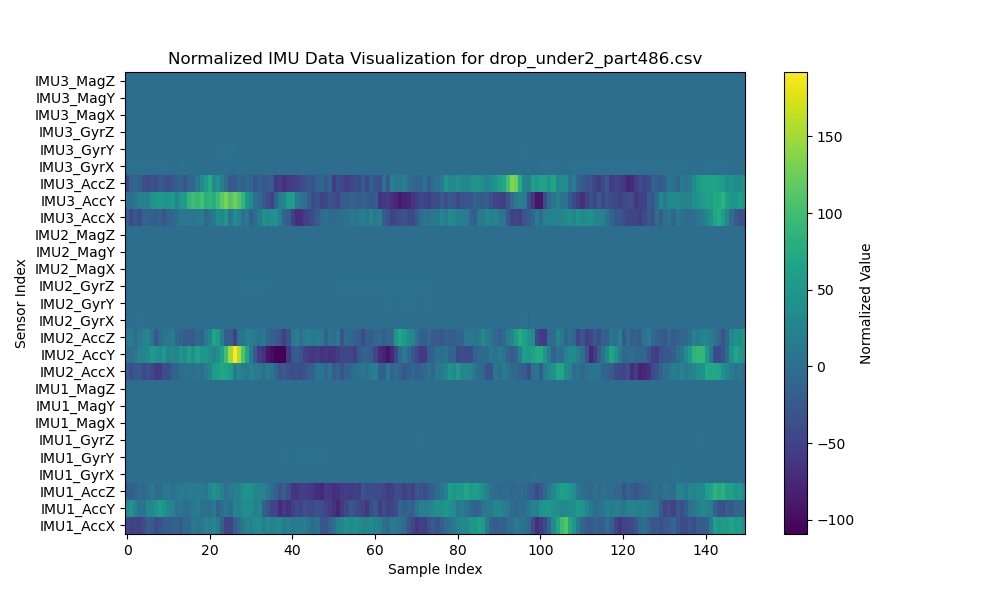 Normalized IMU Data Visualization for drop_under2_part486.csv
IMU3_MagZ
IMU3_MagY
IMU3_MagX
IMU3_GyrZ
IMU3_GyrY
IMU3_GyrX
IMU3_AccZ
IMU3_AccY
IMU3_AccX
IMU2_MagZ
IMU2_MagY
IMU2_MagX
IMU2_GyrZ
IMU2_GyrY
IMU2_GyrX
IMU2_AccZ
IMU2_AccY
IMU2_AccX
IMU1_MagZ
IMU1_MagY
IMU1_MagX
IMU1_GyrZ
IMU1_GyrY
IMU1_GyrX
IMU1_AccZ
IMU1_AccY
IMU1_AccX
Sensor Index
0 20 40 60 80 100 120 140
Sample Index
150
100
50
0
−50
−100
Normalized Value